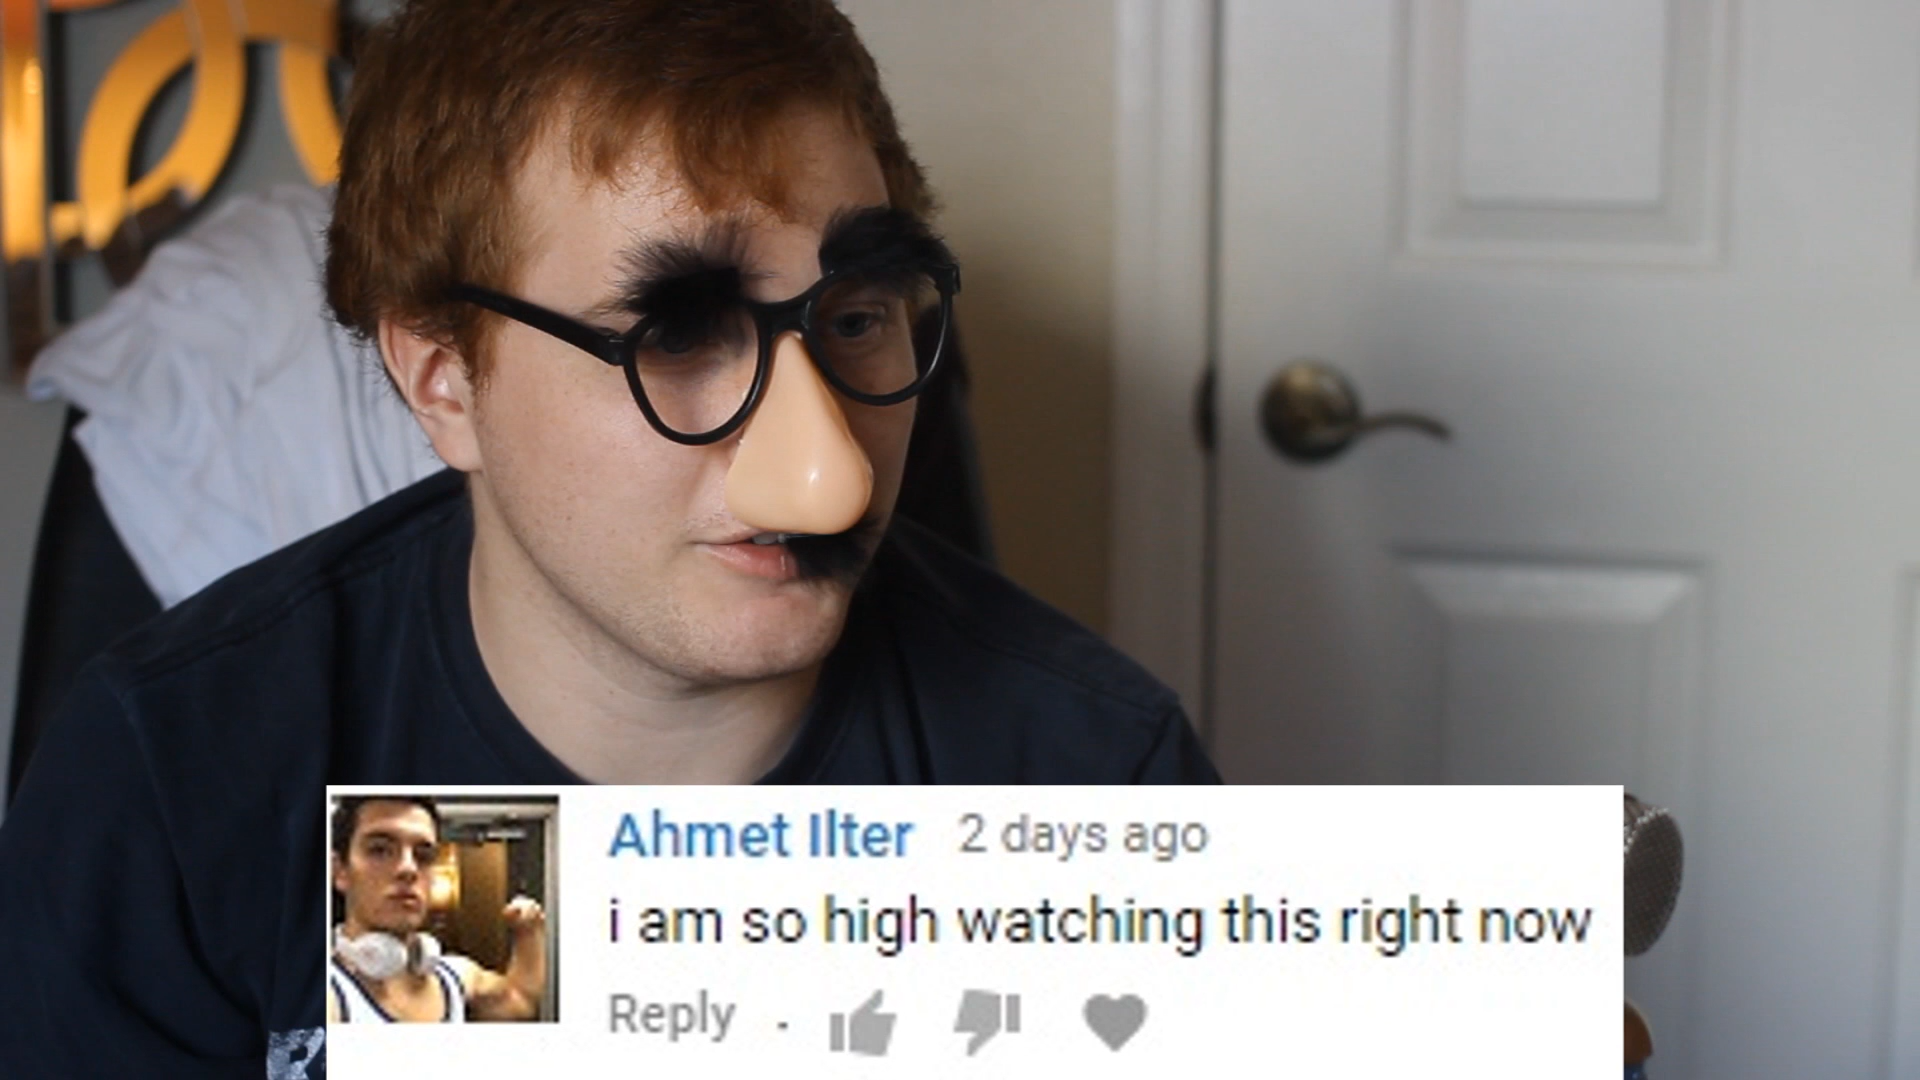 Ahmet Ilter 2 days ago
i am so high watching this right now
Reply